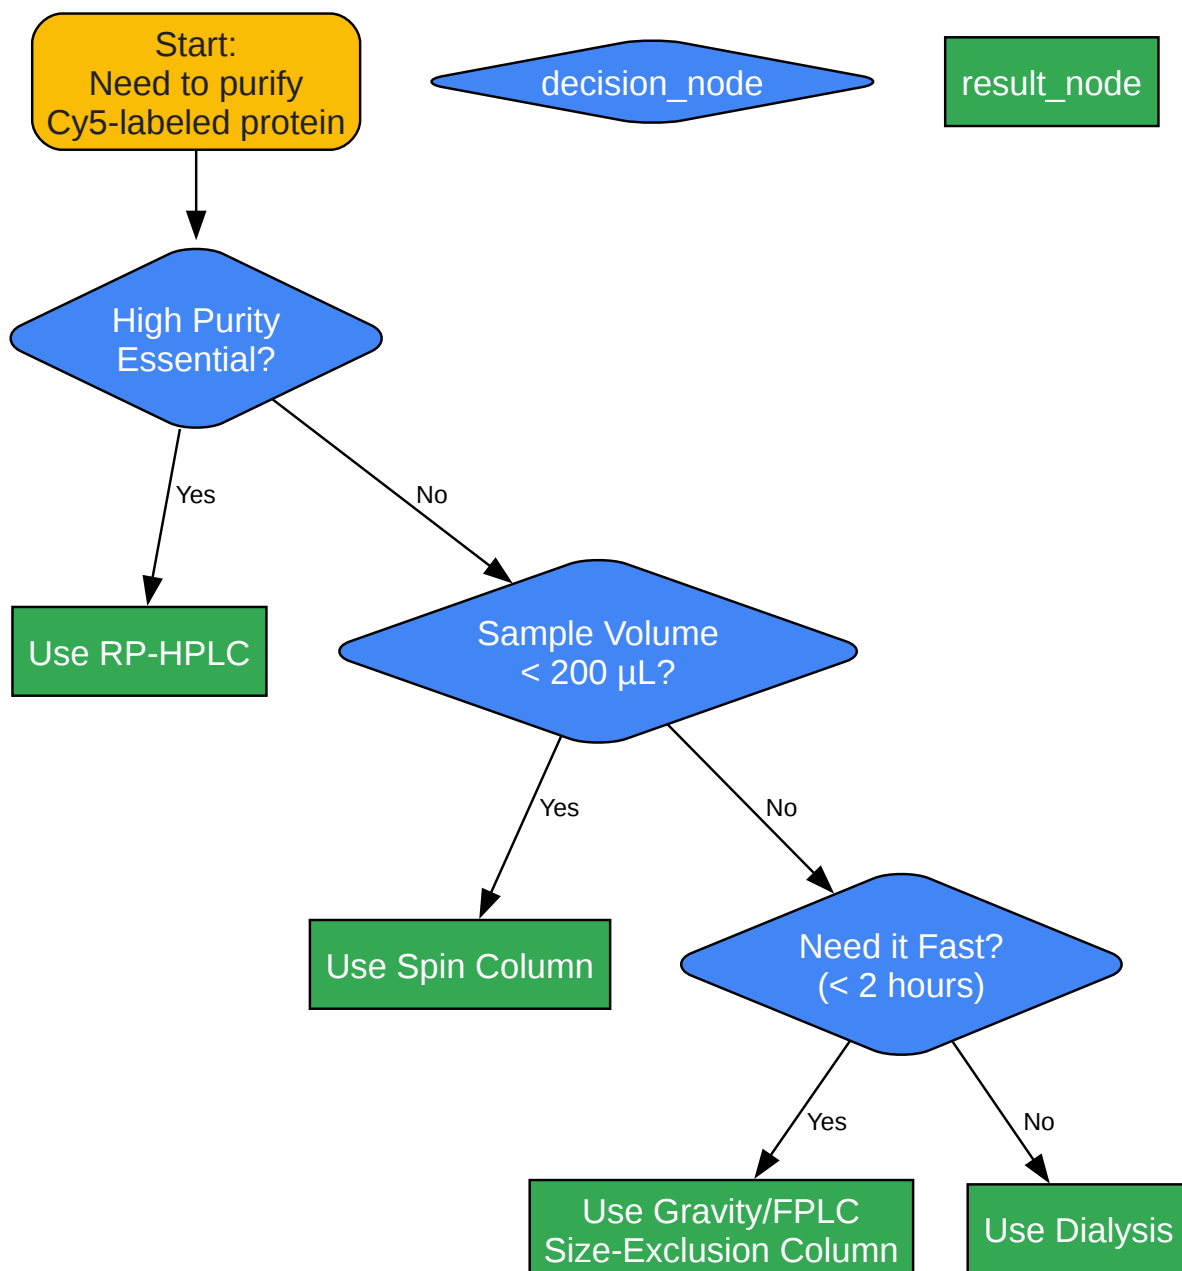 Start:
Need to purify
Cy5-labeled protein
decision_node
result_node
High Purity
Essential?
Yes
No
Use RP-HPLC
Sample Volume
< 200 µL?
Yes
No
Use Spin Column
Need it Fast?
(< 2 hours)
Yes
No
Use Gravity/FPLC
Size-Exclusion Column
Use Dialysis